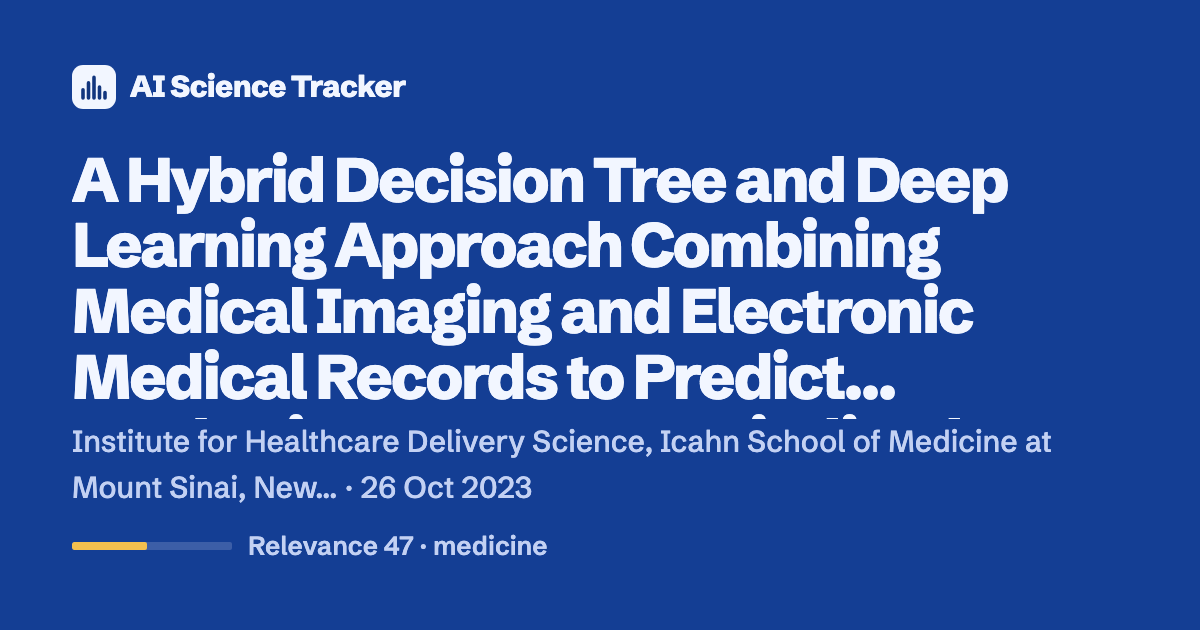 AI Science Tracker
A Hybrid Decision Tree and Deep
Learning Approach Combining
Medical Imaging and Electronic
Medical Records to Predict...
Institute for Healthcare Delivery Science, Icahn School of Medicine at
Mount Sinai, New... · 26 Oct 2023
Relevance 47 · medicine